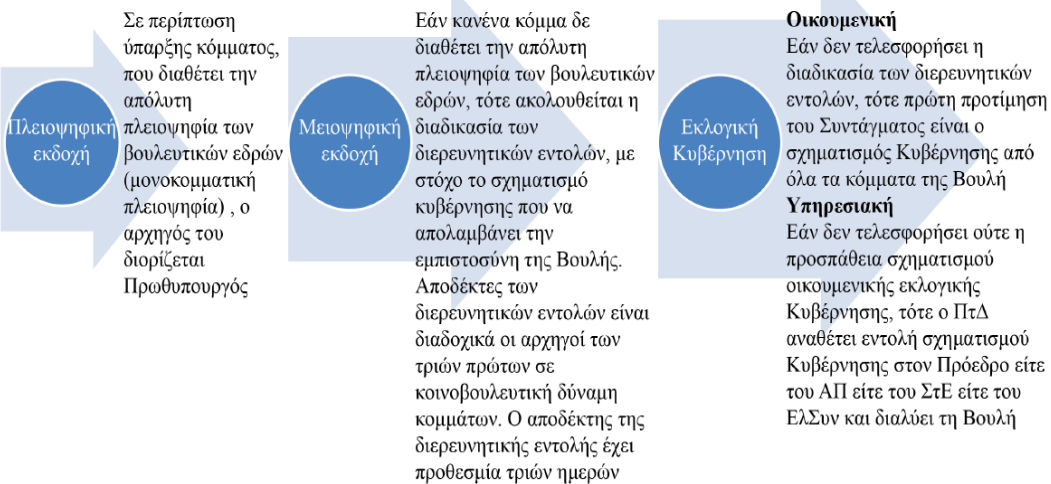 Πλειοψηφική
εκδοχή
Σε περίπτωση
ύπαρξης κόμματος,
που διαθέτει την
απόλυτη
πλειοψηφία των
βουλευτικών εδρών
(μονοκομματική
πλειοψηφία) , ο
αρχηγός του
διορίζεται
Πρωθυπουργός
Μειοψηφική
εκδοχή
Εάν κανένα κόμμα δε
διαθέτει την απόλυτη
πλειοψηφία των βουλευτικών
εδρών, τότε ακολουθείται η
διαδικασία των
διερευνητικών εντολών, με
στόχο το σχηματισμό
κυβέρνησης που να
απολαμβάνει την
εμπιστοσύνη της Βουλής.
Αποδέκτες των
διερευνητικών εντολών είναι
διαδοχικά οι αρχηγοί των
τριών πρώτων σε
κοινοβουλευτική δύναμη
κομμάτων. Ο αποδέκτης της
διερευνητικής εντολής έχει
προθεσμία τριών ημερών
Εκλογική
Κυβέρνηση
Οικουμενική
Εάν δεν τελεσφορήσει η
διαδικασία των διερευνητικών
εντολών, τότε πρώτη προτίμηση
του Συντάγματος είναι ο
σχηματισμός Κυβέρνησης από
όλα τα κόμματα της Βουλή
Υπηρεσιακή
Εάν δεν τελεσφορήσει ούτε η
προσπάθεια σχηματισμού
οικουμενικής εκλογικής
Κυβέρνησης, τότε ο ΠτΔ
αναθέτει εντολή σχηματισμού
Κυβέρνησης στον Πρόεδρο είτε
του ΑΠ είτε του ΣτΕ είτε του
ΕλΣυν και διαλύει τη Βουλή